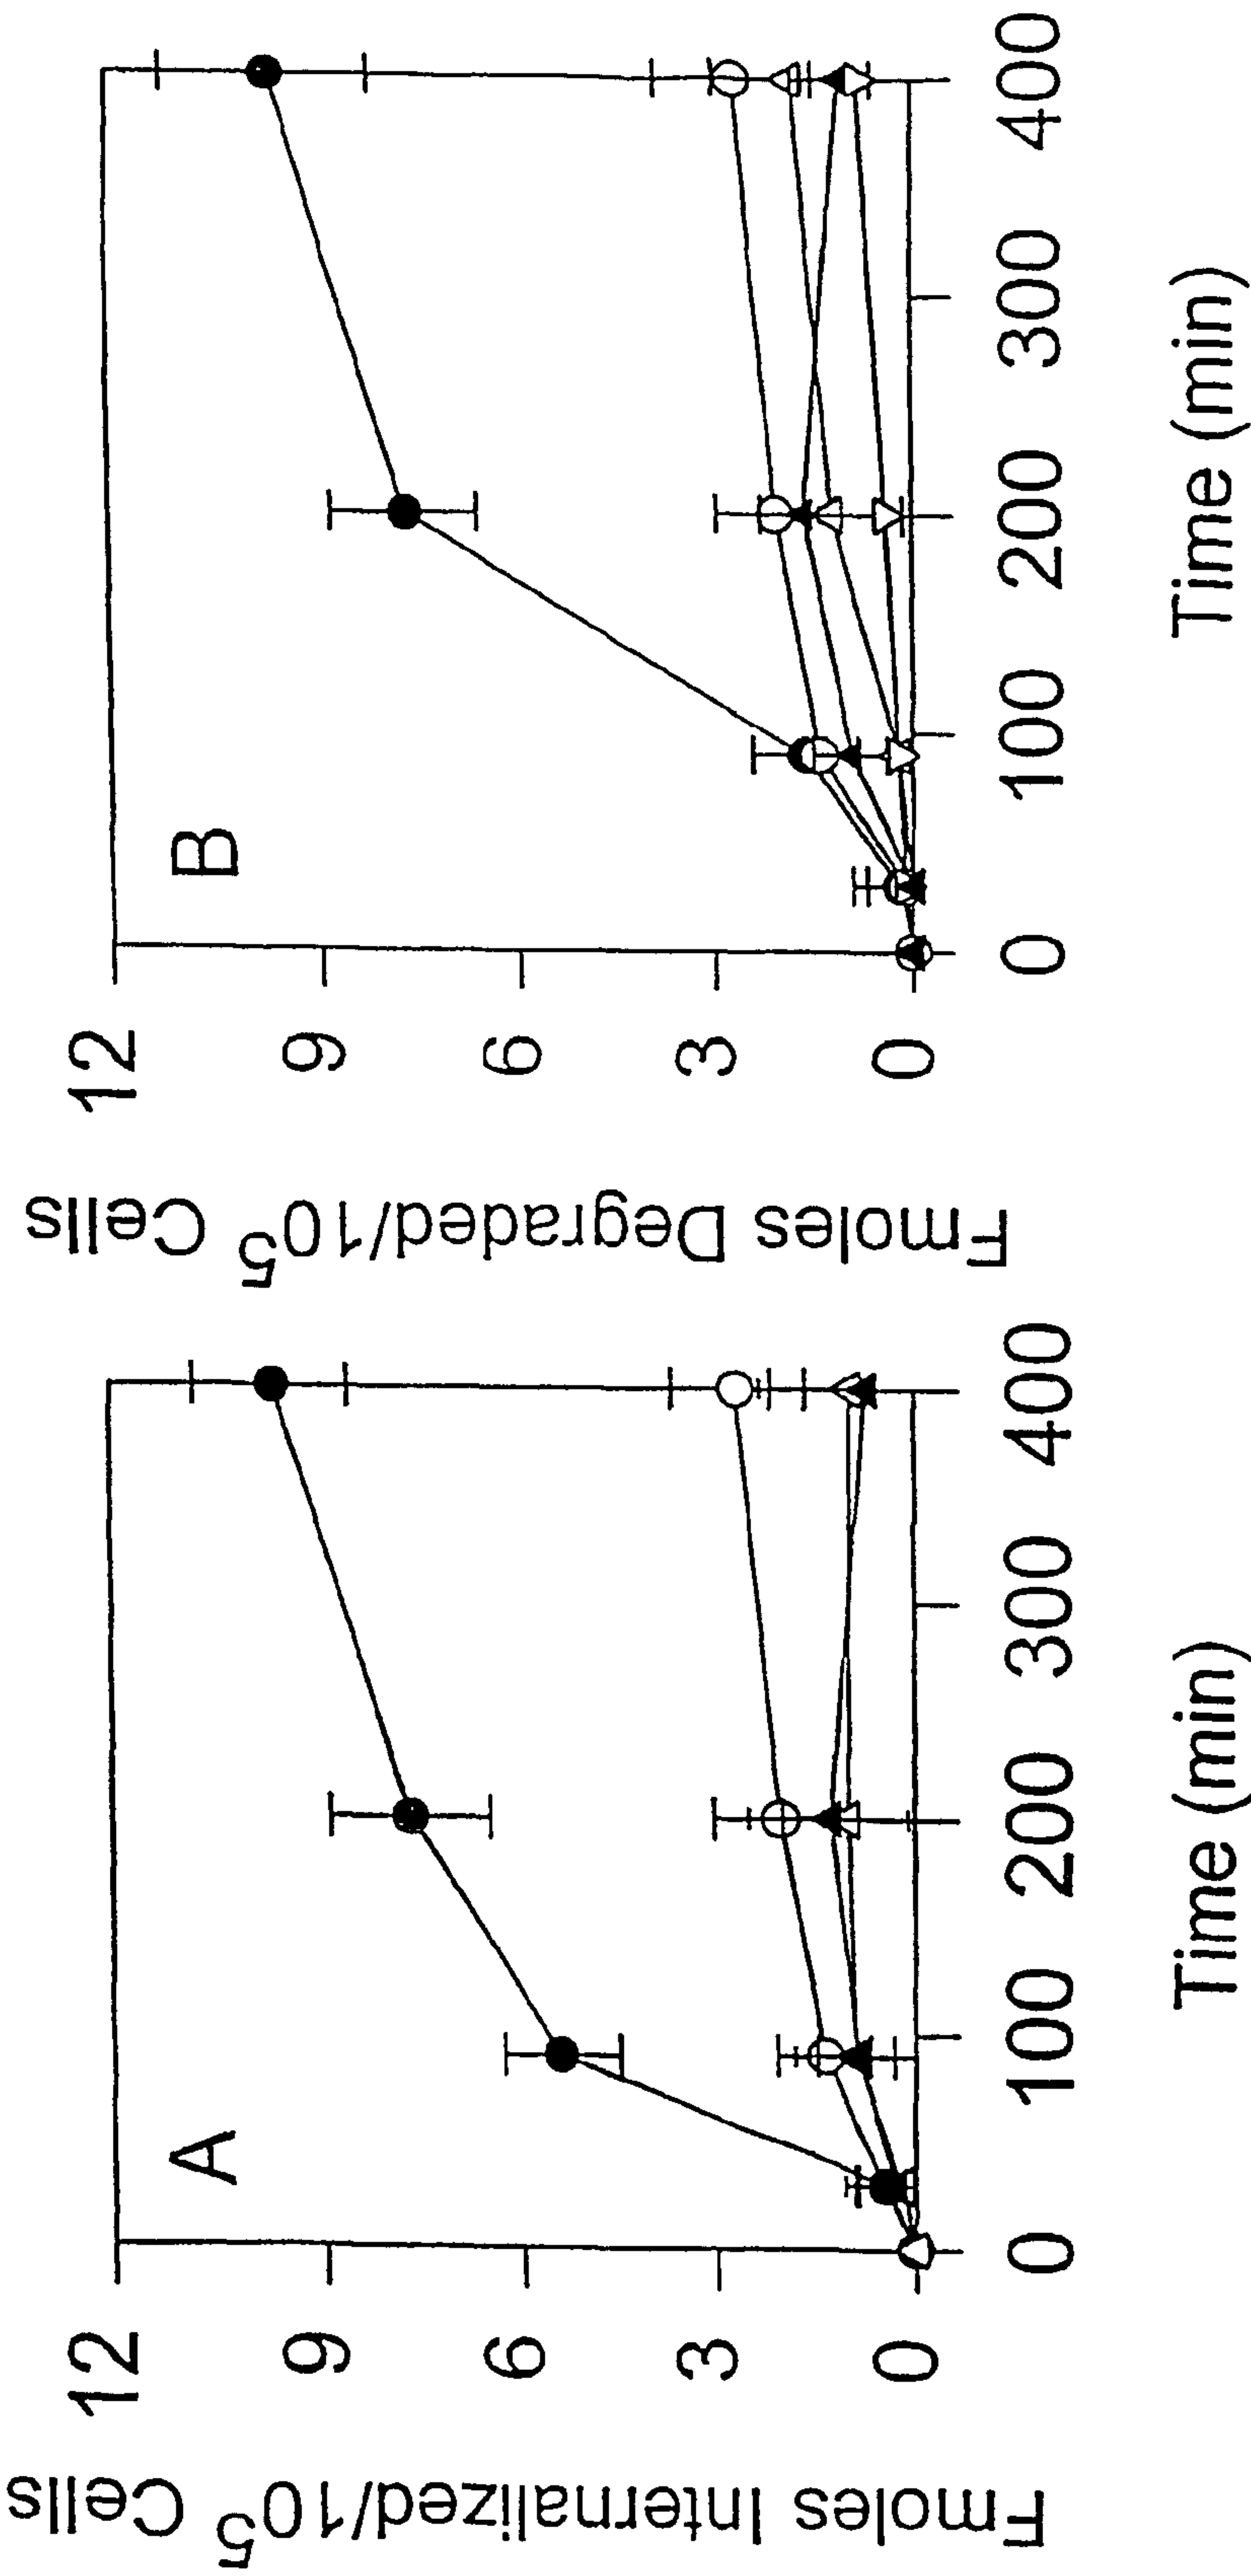 A
Fmoles Internalized/10⁵ Cells
12
9
6
3
0
0 100 200 300 400
Time (min)
B
Fmoles Degraded/10⁵ Cells
12
9
6
3
0
0 100 200 300 400
Time (min)